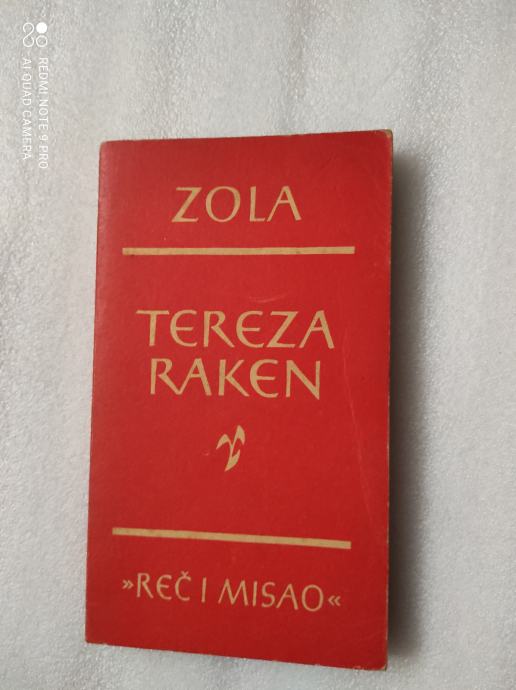 REDMI NOTE 9 PRO
AI QUAD CAMERA
ZOLA
TEREZA
RAKEN
»REČ I MISAO«